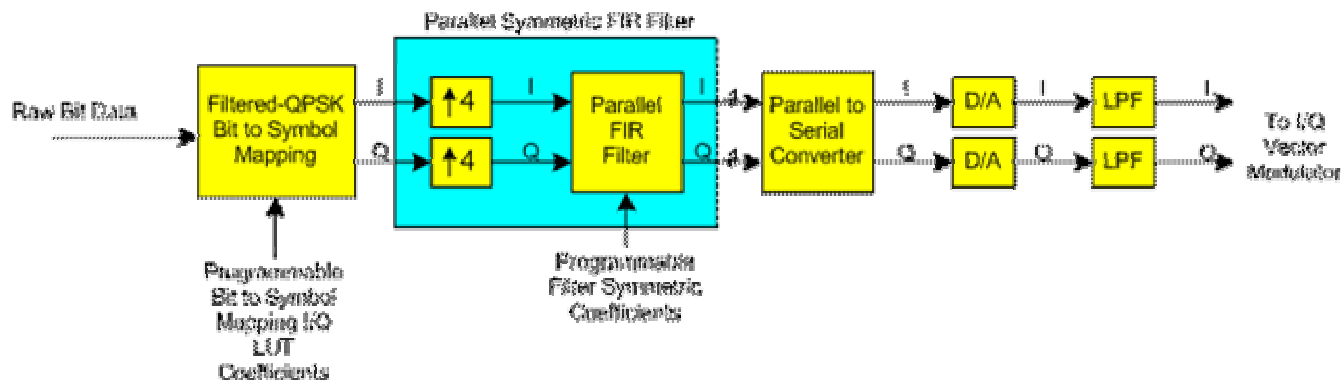 Parallel Symmetric FIR Filter
Raw Bit Data
Filtered-QPSK
Bit to Symbol
Mapping
I
Q
↑4
↑4
I
Q
Parallel
FIR
Filter
I
Q
4
4
Parallel to
Serial
Converter
I
Q
D/A
D/A
I
Q
LPF
LPF
I
Q
To I/Q
Vector
Modulator
Programmable
Bit to Symbol
Mapping I/Q
LUT
Coefficients
Programmable
Filter Symmetric
Coefficients